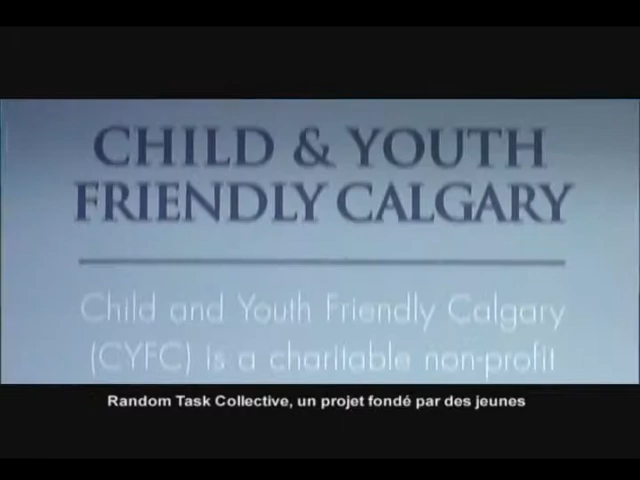 CHILD & YOUTH
FRIENDLY CALGARY
Child and Youth Friendly Calgary
(CYFC) is a charitable non-profit
Random Task Collective, un projet fondé par des jeunes